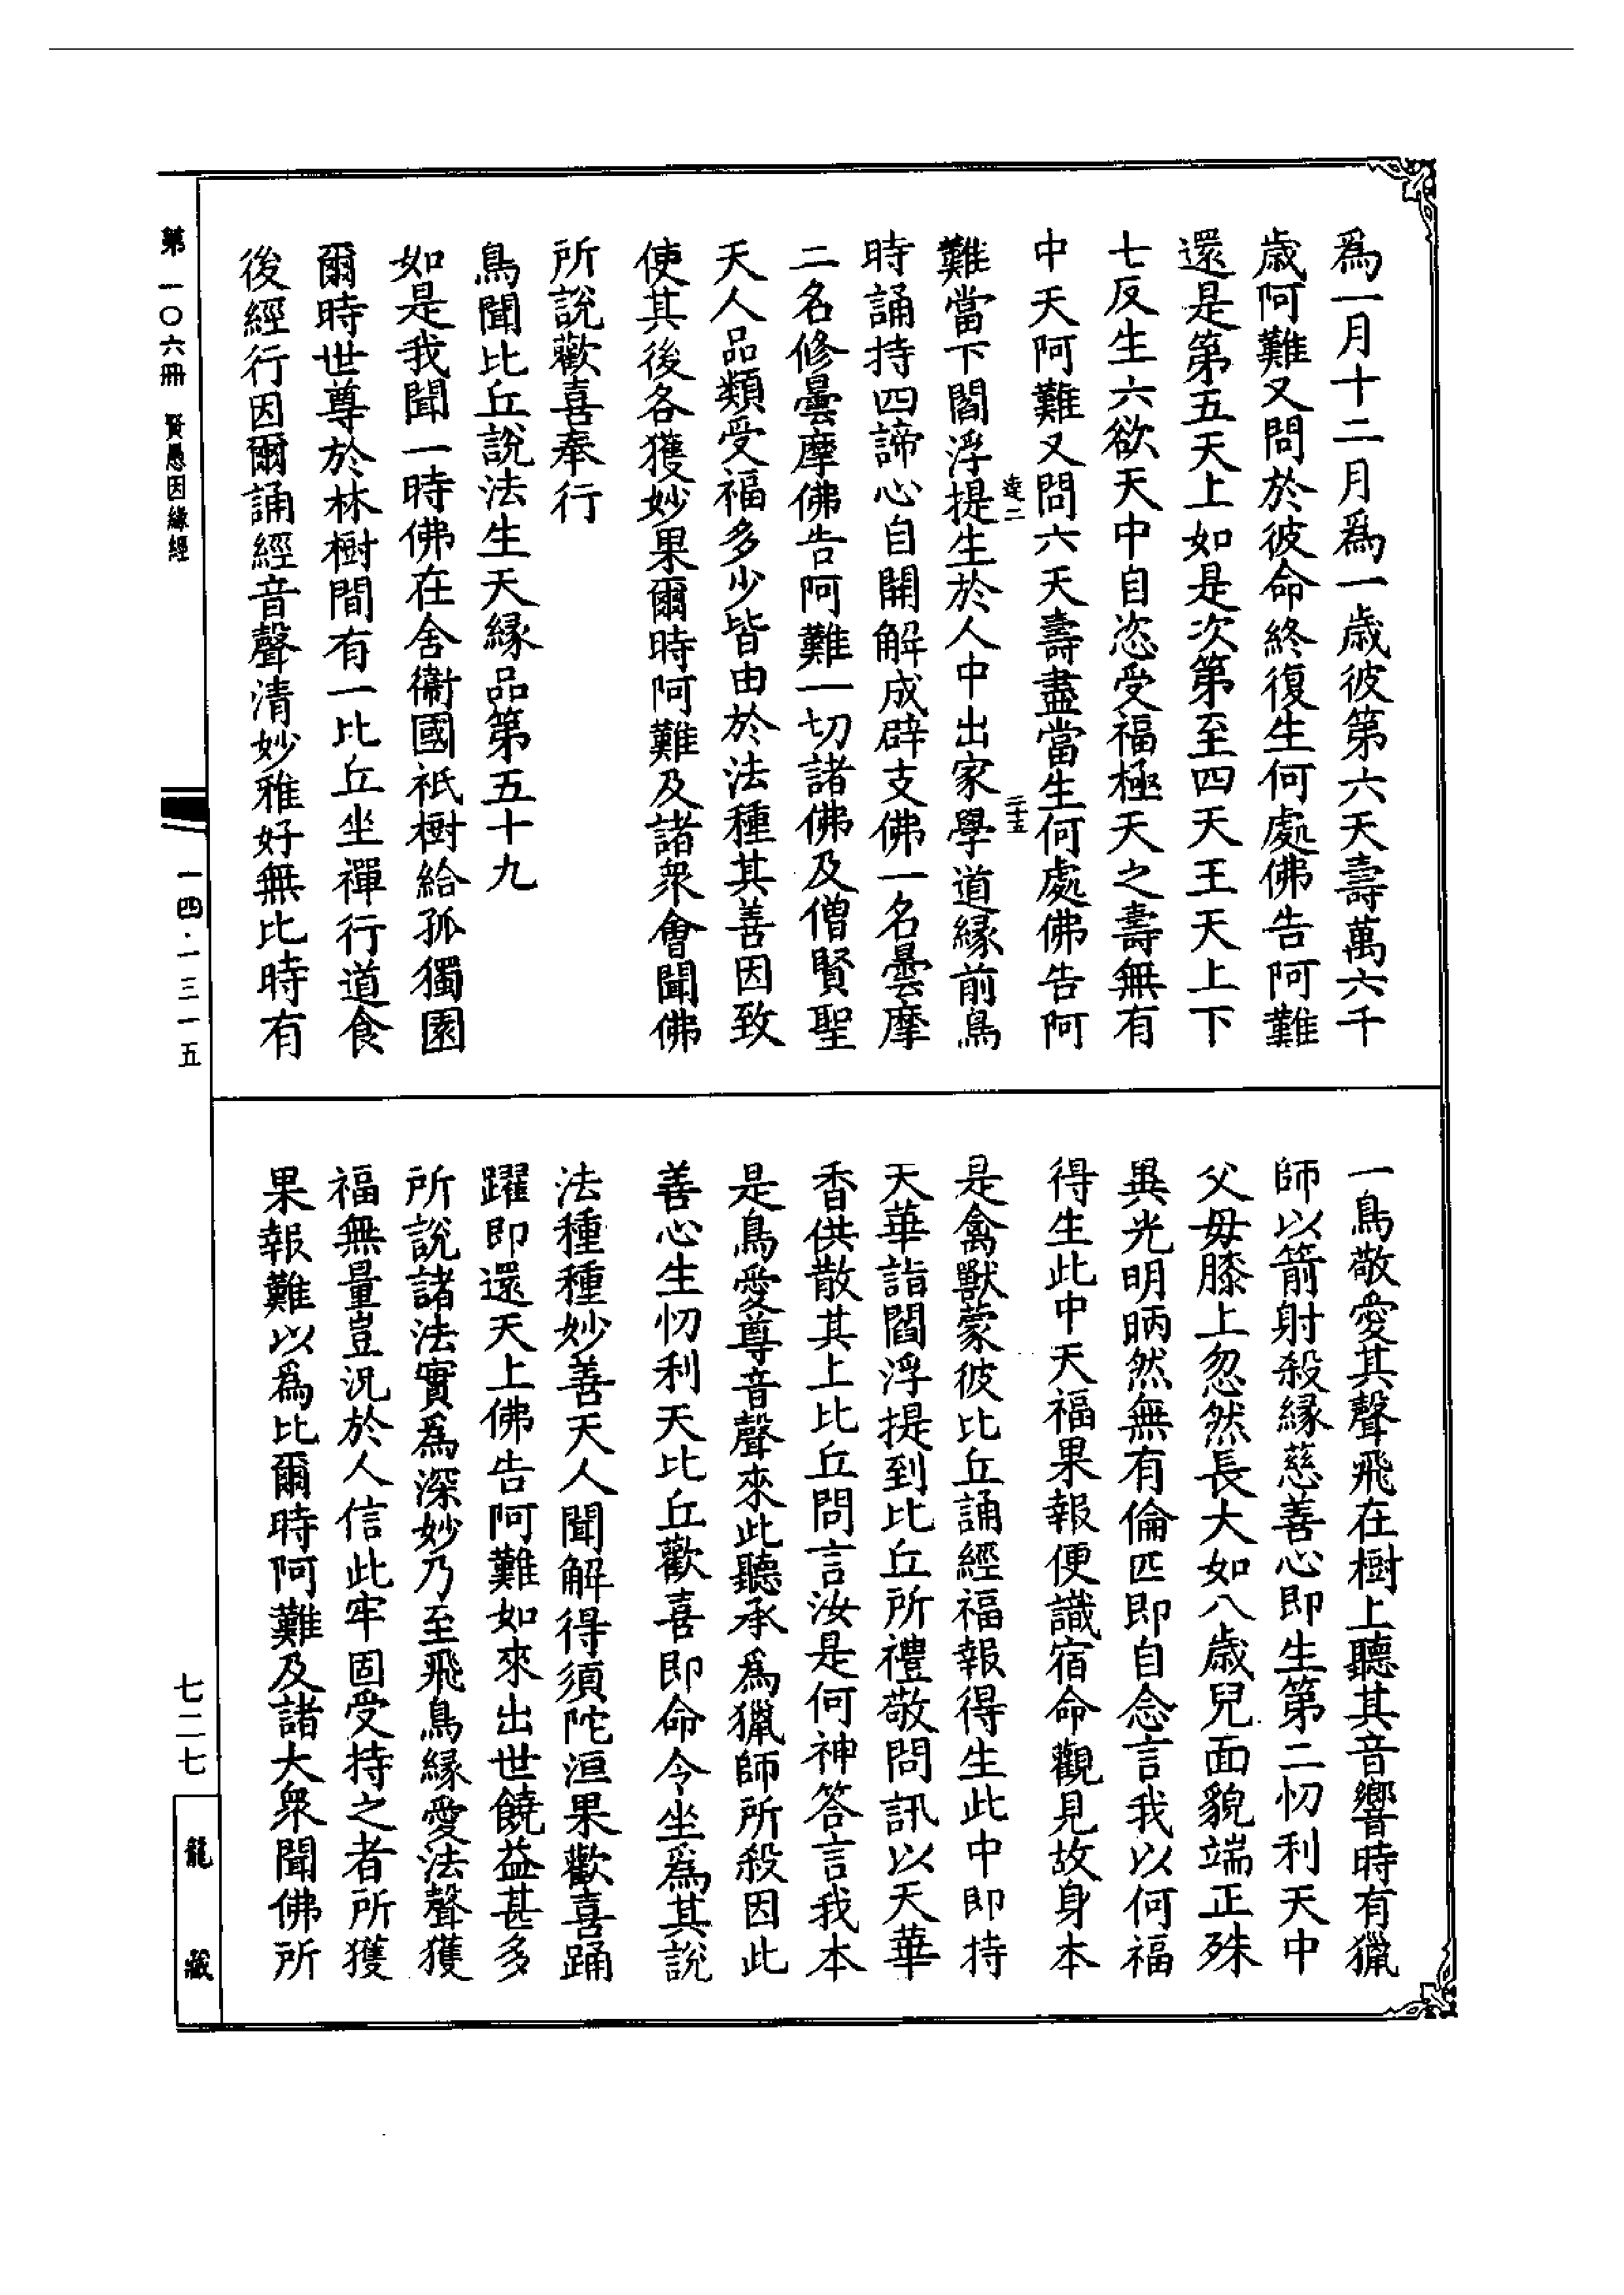 爲一月十二月爲一歲彼第六天壽萬六千
歲阿難又問於彼命終復生何處佛告阿難
還是第五天上如是次第至四天王天上下
七反生六欲天中自恣受福極天之壽無有
中天阿難又問六天壽盡當生何處佛告阿
二十五
難當下閻浮提生於人中出家學道緣前鳥
時誦持四諦心自開解成辟支佛一名曇摩
二名修曇摩佛告阿難一切諸佛及僧賢聖
天人品類受福多少皆由於法種其善因致
使其後各獲妙果爾時阿難及諸衆會聞佛
所說歡喜奉行
鳥聞比丘說法生天緣品第五十九
如是我聞一時佛在舍衞國祇樹給孤獨園
爾時世尊於林樹間有一比丘坐禪行道食
後經行因爾誦經音聲清妙雅好無比時有
一鳥敬愛其聲飛在樹上聽其音響時有獵
師以箭射殺緣慈善心即生第二忉利天中
父母膝上忽然長大如八歲兒面貌端正殊
異光明昞然無有倫匹即自念言我以何福
得生此中天福果報便識宿命觀見故身本
是禽獸蒙彼比丘誦經福報得生此中即持
天華詣閻浮提到比丘所禮敬問訊以天華
香供散其上比丘問言汝是何神答言我本
是鳥愛尊音聲來此聽承爲獵師所殺因此
善心生忉利天比丘歡喜即命令坐爲其說
法種種妙善天人聞解得須陀洹果歡喜踊
躍即還天上佛告阿難如來出世饒益甚多
所說諸法實爲深妙乃至飛鳥緣愛法聲獲
福無量豈況於人信此牢固受持之者所獲
果報難以爲比爾時阿難及諸大衆聞佛所
第一〇六冊 賢愚因緣經
一四·一三一五
七二七
龍藏